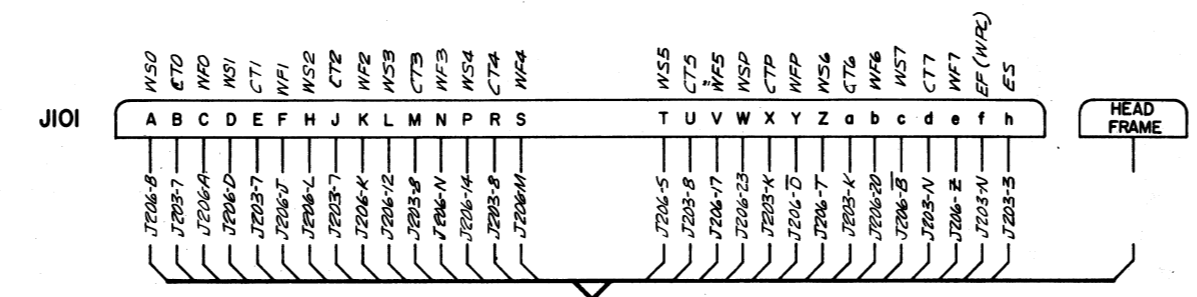 WS0 CT0 WF0 WS1 CT1 WF1 WS2 CT2 WF2 WS3 CT3 WF3 WS4 CT4 WF4 WS5 CT5 WF5 WSP CTP WFP WS6 CT6 WF6 WS7 CT7 WF7 EF (WPC) ES
J101 A B C D E F H J K L M N P R S T U V W X Y Z a b c d e f h HEAD
FRAME
J206-B J203-7 J206-A J206-D J203-7 J206-J J206-L J203-7 J206-K J206-12 J203-8 J206-N J206-14 J203-8 J206-M J206-S J203-8 J206-17 J206-23 J203-K J206-D̅ J206-T J203-K J206-20 J206-B̅ J203-N J206-Z̅ J203-N J203-3